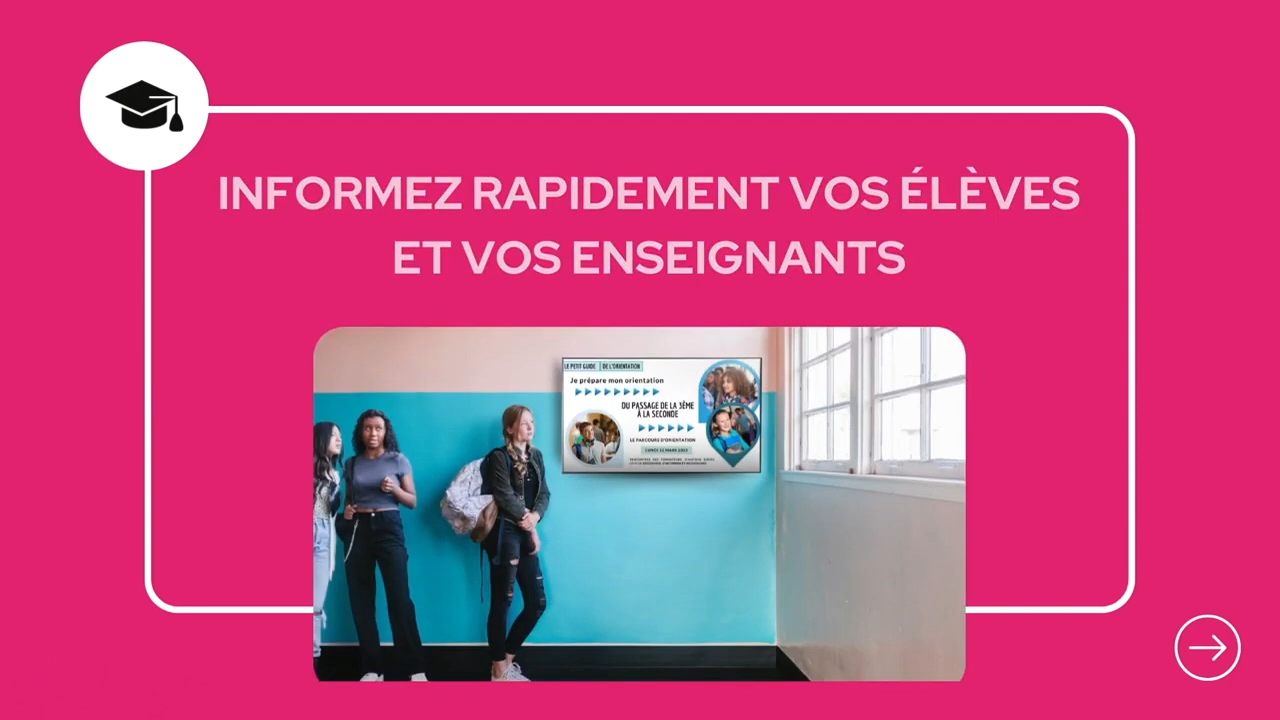 INFORMEZ RAPIDEMENT VOS ÉLÈVES
ET VOS ENSEIGNANTS
LE PETIT GUIDE DE L'ORIENTATION
Je prépare mon orientation
DU PASSAGE DE LA 3ÈME
À LA SECONDE
LE PARCOURS D'ORIENTATION